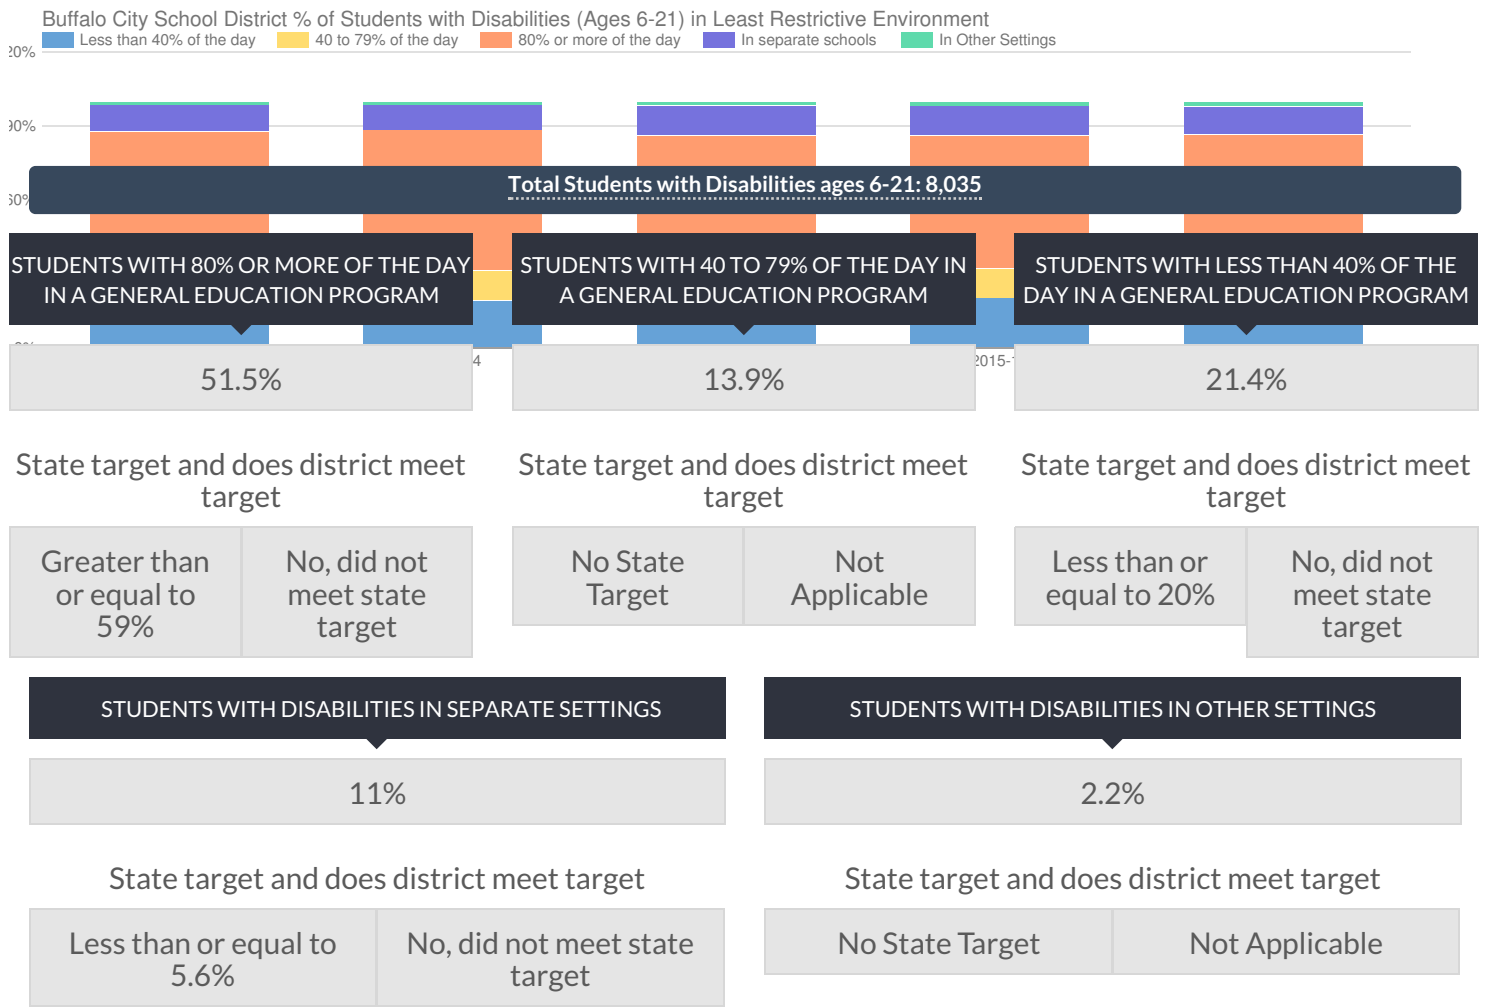 Buffalo City School District % of Students with Disabilities (Ages 6-21) in Least Restrictive Environment
Less than 40% of the day
40 to 79% of the day
80% or more of the day
In separate schools
In Other Settings
20%
90%
60%
Total Students with Disabilities ages 6-21: 8,035
STUDENTS WITH 80% OR MORE OF THE DAY
IN A GENERAL EDUCATION PROGRAM
STUDENTS WITH 40 TO 79% OF THE DAY IN
A GENERAL EDUCATION PROGRAM
STUDENTS WITH LESS THAN 40% OF THE
DAY IN A GENERAL EDUCATION PROGRAM
4
2015-
51.5%
13.9%
21.4%
State target and does district meet
target
State target and does district meet
target
State target and does district meet
target
Greater than
or equal to
59%
No, did not
meet state
target
No State
Target
Not
Applicable
Less than or
equal to 20%
No, did not
meet state
target
STUDENTS WITH DISABILITIES IN SEPARATE SETTINGS
STUDENTS WITH DISABILITIES IN OTHER SETTINGS
11%
2.2%
State target and does district meet target
State target and does district meet target
Less than or equal to
5.6%
No, did not meet state
target
No State Target
Not Applicable